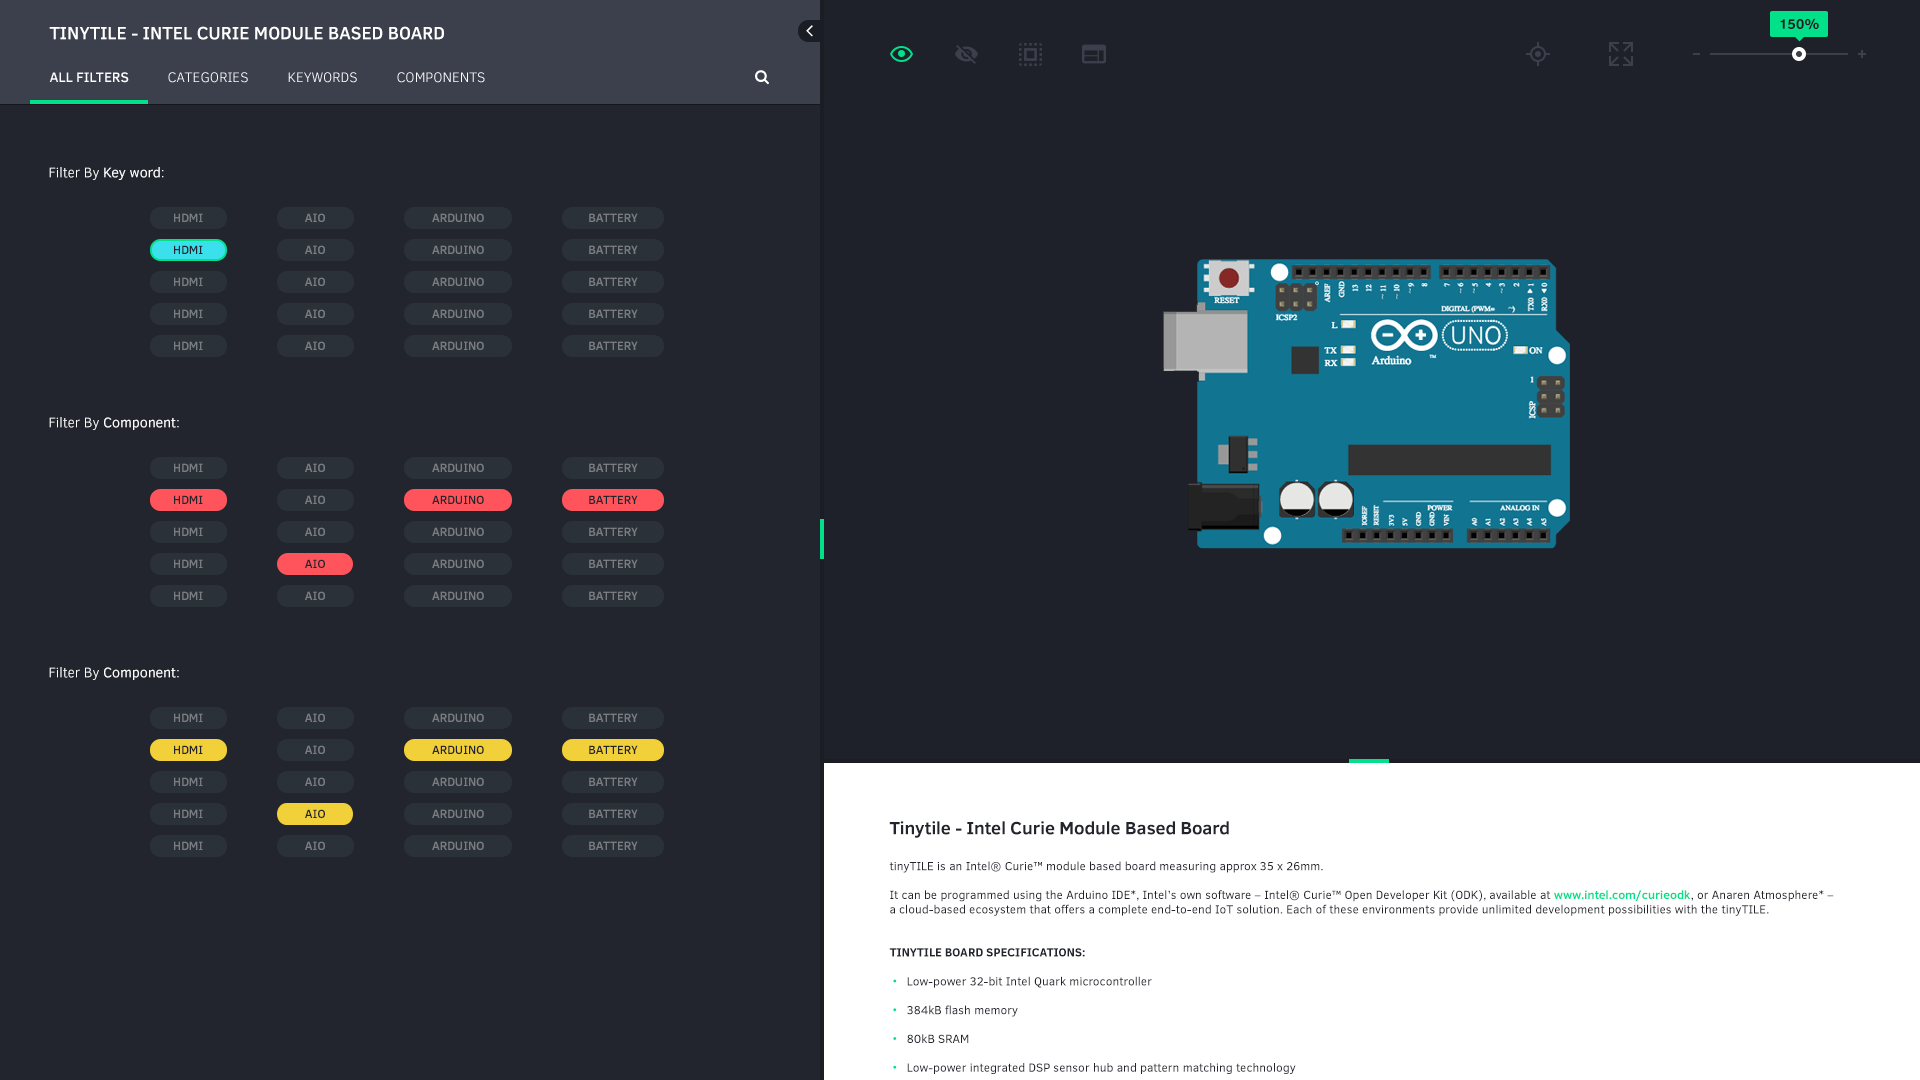 TINYTILE - INTEL CURIE MODULE BASED BOARD
ALL FILTERS CATEGORIES KEYWORDS COMPONENTS
Filter By Key word:
HDMI AIO ARDUINO BATTERY
HDMI AIO ARDUINO BATTERY
HDMI AIO ARDUINO BATTERY
HDMI AIO ARDUINO BATTERY
HDMI AIO ARDUINO BATTERY
Filter By Component:
HDMI AIO ARDUINO BATTERY
HDMI AIO ARDUINO BATTERY
HDMI AIO ARDUINO BATTERY
HDMI AIO ARDUINO BATTERY
HDMI AIO ARDUINO BATTERY
Filter By Component:
HDMI AIO ARDUINO BATTERY
HDMI AIO ARDUINO BATTERY
HDMI AIO ARDUINO BATTERY
HDMI AIO ARDUINO BATTERY
HDMI AIO ARDUINO BATTERY
150%
RESET
ICSP2
AREF GND 13 12 ~11 ~10 ~9 8 7 ~6 ~5 4 ~3 2 TX0 ▶ 1 RX0 ◀ 0
DIGITAL (PWM=
L
TX
RX
UNO
Arduino ™
ON
1
ICSP
POWER ANALOG IN
IOREF RESET 3V3 5V GND GND VIN A0 A1 A2 A3 A4 A5
Tinytile - Intel Curie Module Based Board
tinyTILE is an Intel® Curie™ module based board measuring approx 35 x 26mm.
It can be programmed using the Arduino IDE*, Intel's own software – Intel® Curie™ Open Developer Kit (ODK), available at www.intel.com/curieodk, or Anaren Atmosphere* –
a cloud-based ecosystem that offers a complete end-to-end IoT solution. Each of these environments provide unlimited development possibilities with the tinyTILE.
TINYTILE BOARD SPECIFICATIONS:
• Low-power 32-bit Intel Quark microcontroller
• 384kB flash memory
• 80kB SRAM
• Low-power integrated DSP sensor hub and pattern matching technology